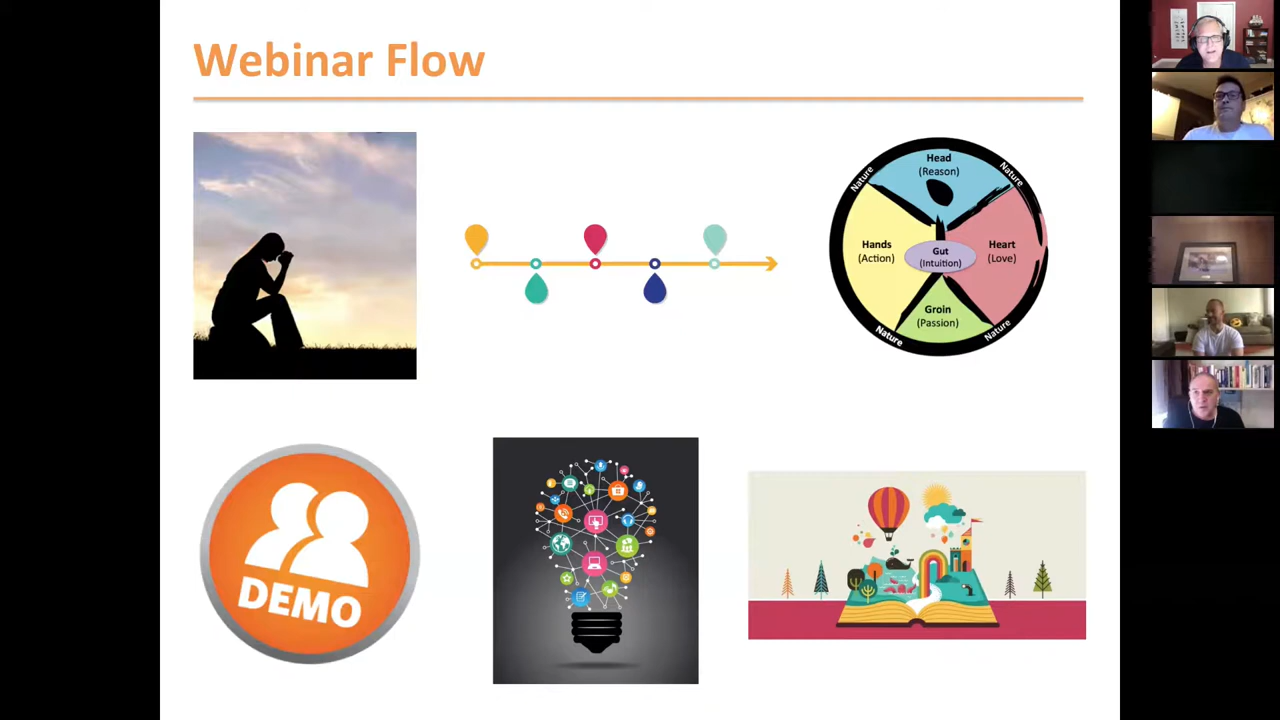 Webinar Flow
Nature
Head
(Reason)
Nature
Hands
(Action)
Gut
(Intuition)
Heart
(Love)
Groin
(Passion)
Nature
Nature
DEMO